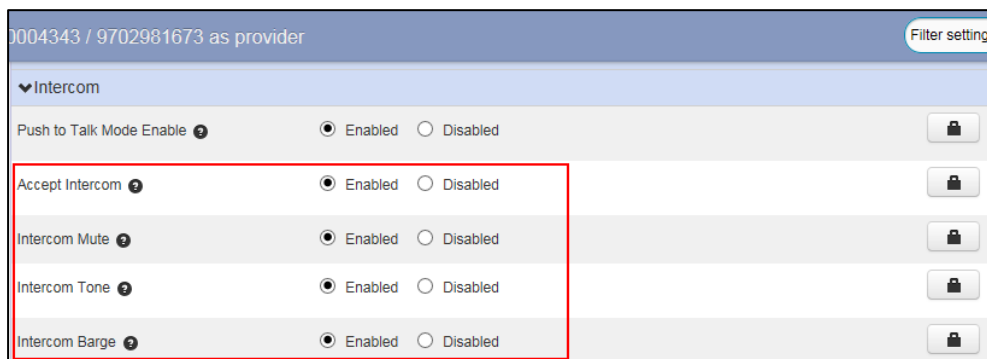 0004343 / 9702981673 as provider Filter setting
Intercom
Push to Talk Mode Enable ? Enabled Disabled
Accept Intercom ? Enabled Disabled
Intercom Mute ? Enabled Disabled
Intercom Tone ? Enabled Disabled
Intercom Barge ? Enabled Disabled